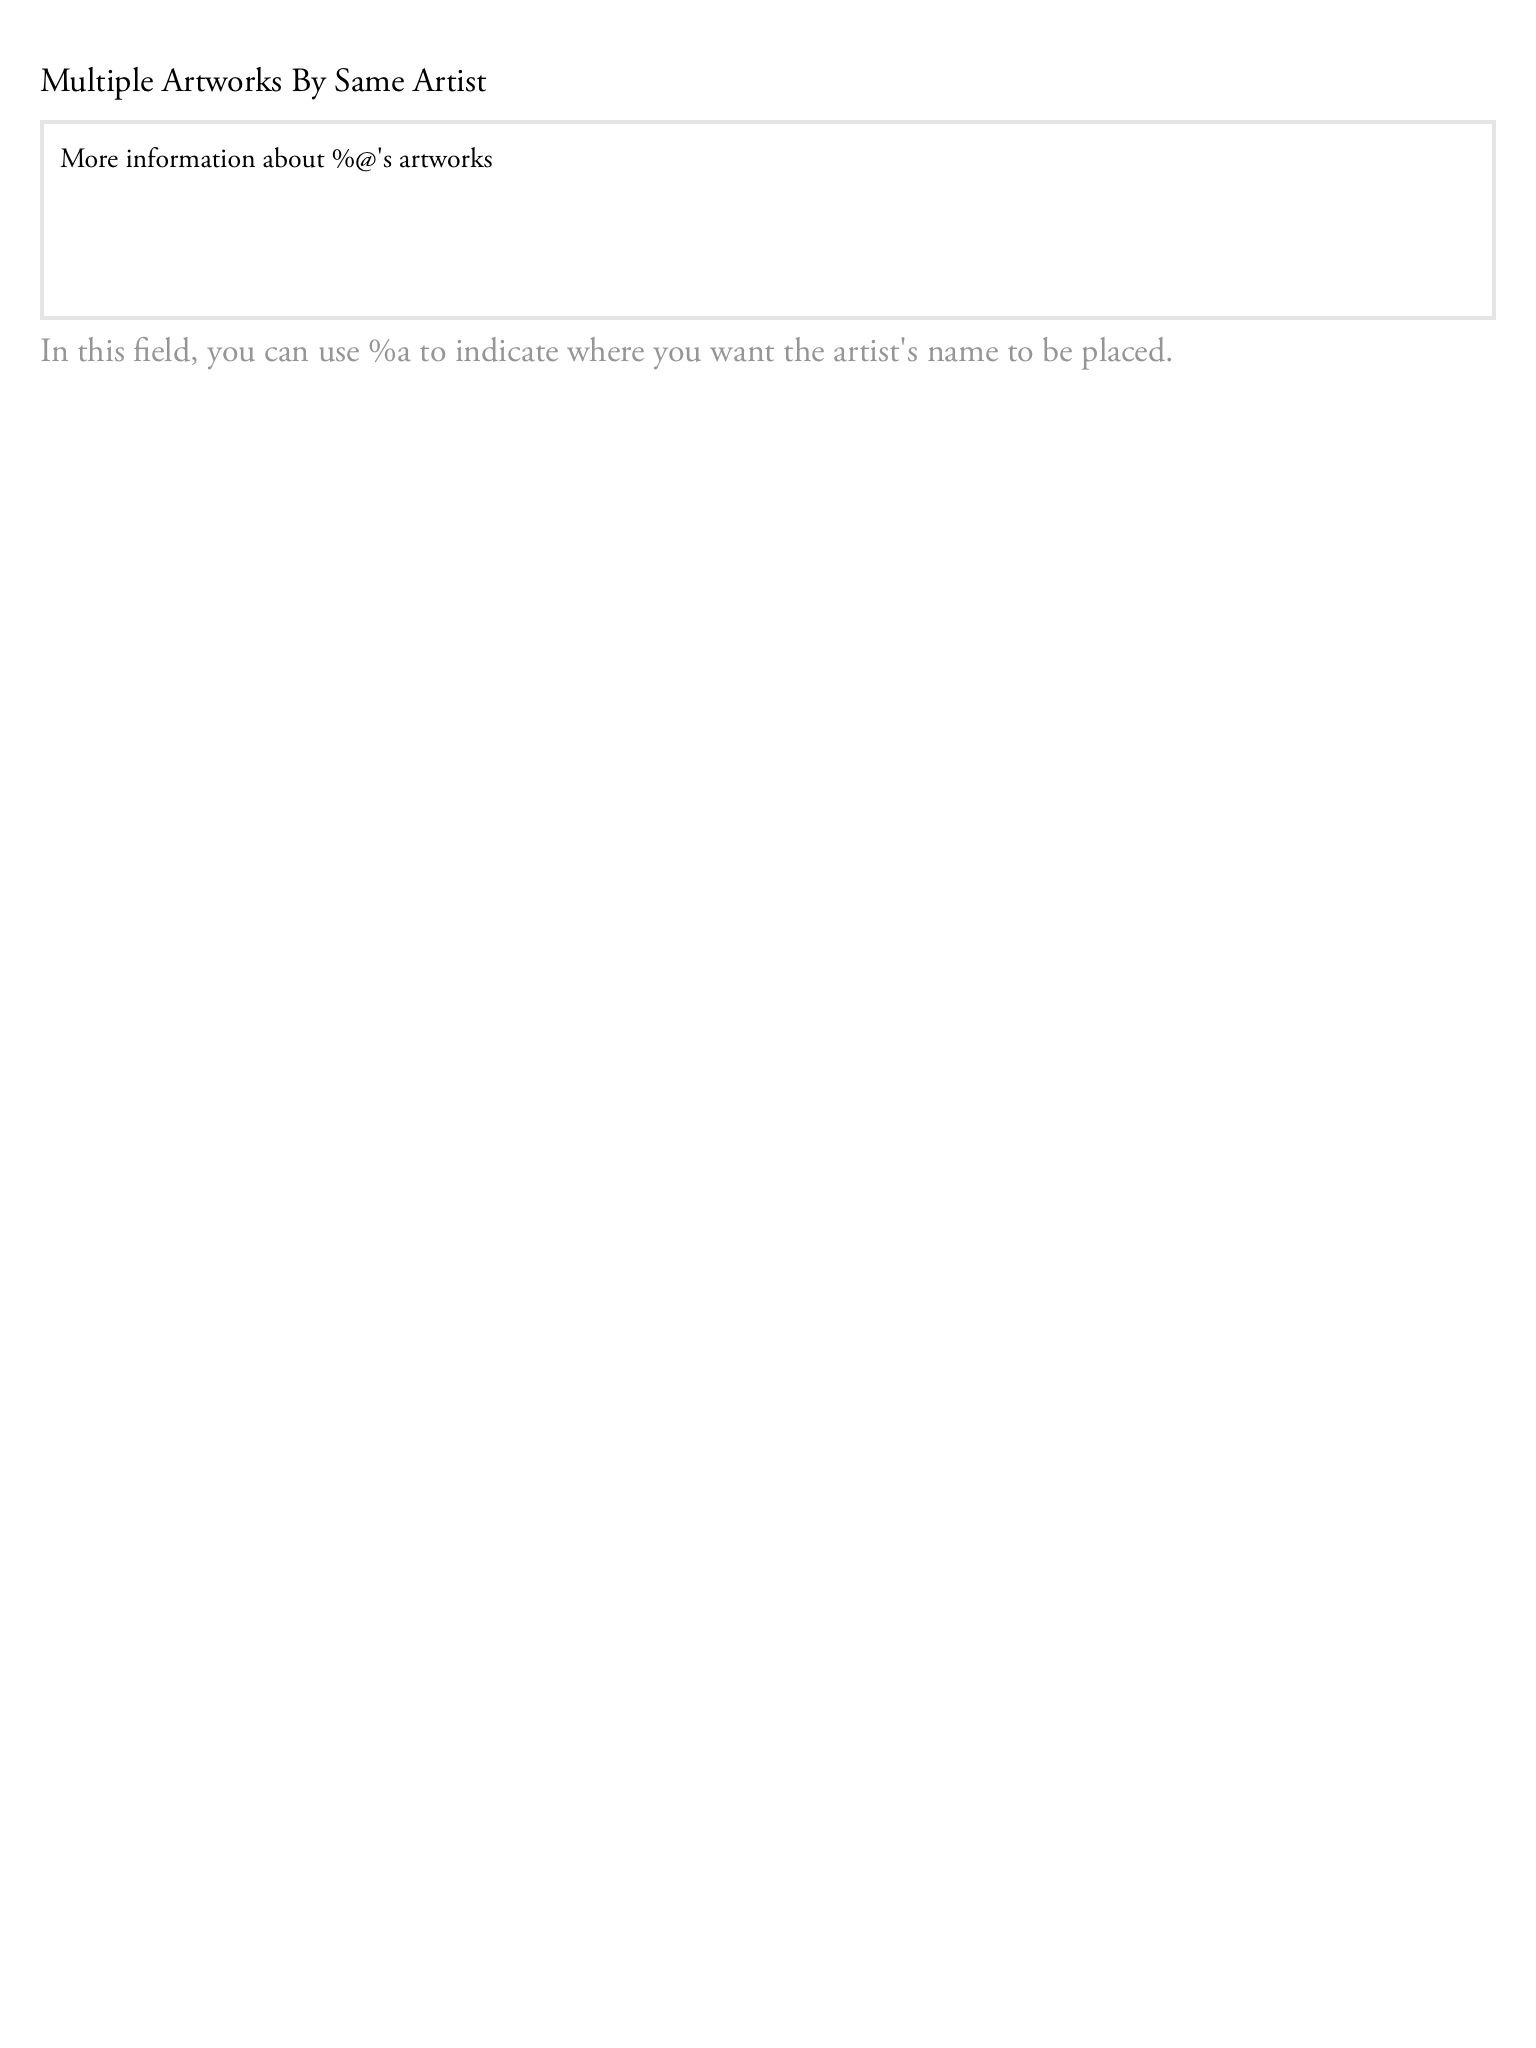 Multiple Artworks By Same Artist
More information about %@'s artworks
In this field, you can use %a to indicate where you want the artist's name to be placed.